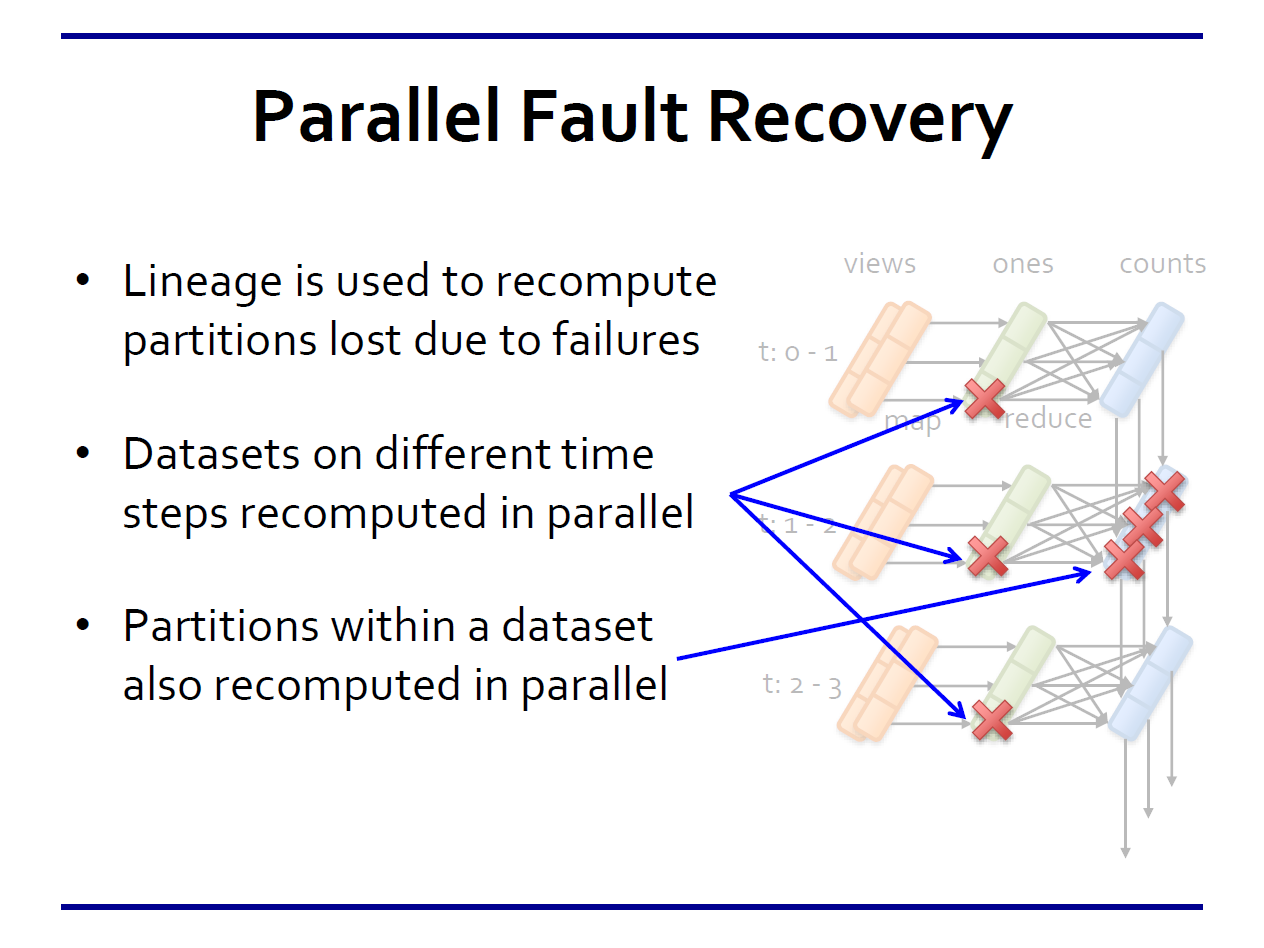 Parallel Fault Recovery
• Lineage is used to recompute
partitions lost due to failures
• Datasets on different time
steps recomputed in parallel
• Partitions within a dataset
also recomputed in parallel
views ones counts
t: 0 - 1
map reduce
t: 1 - 2
t: 2 - 3